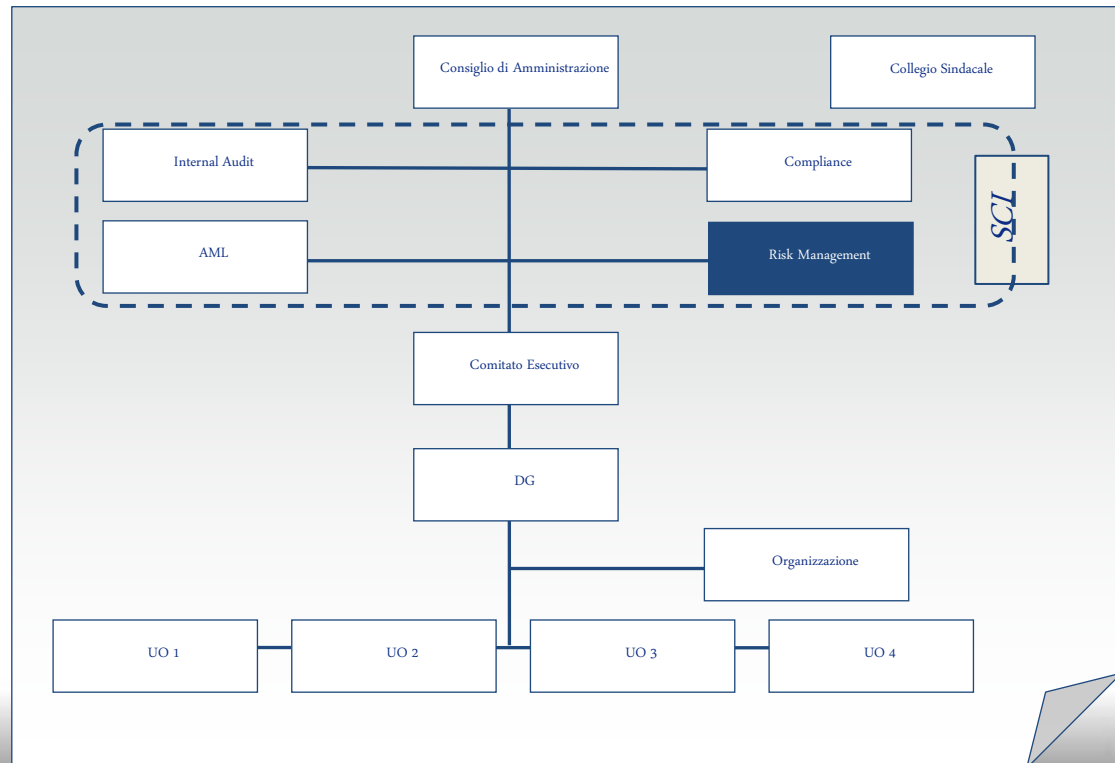 Consiglio di Amministrazione
Collegio Sindacale
Internal Audit
Compliance
SCI
AML
Risk Management
Comitato Esecutivo
DG
Organizzazione
UO 1
UO 2
UO 3
UO 4